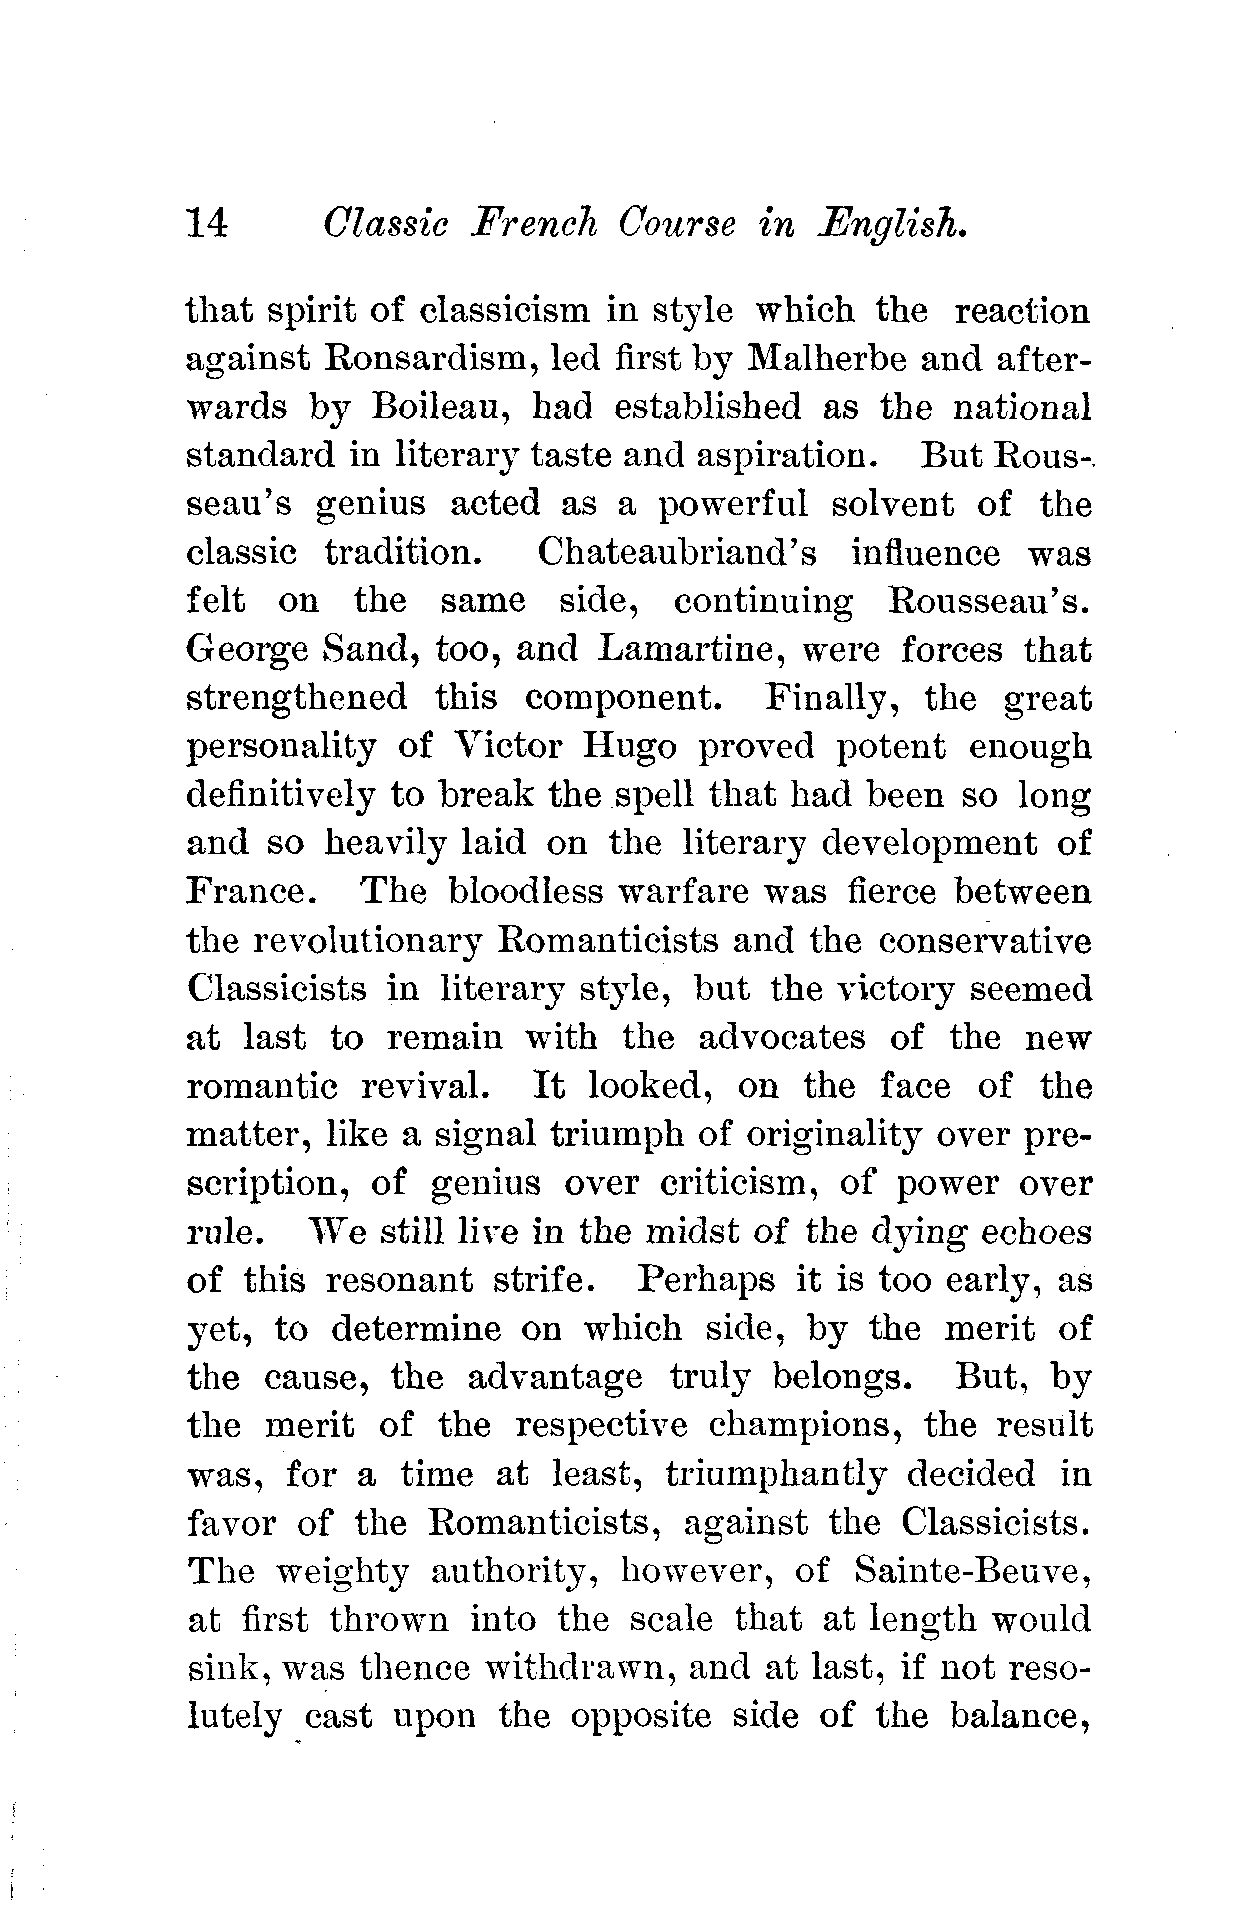 14 Classic French Course in English.
that spirit of classicism in style which the reaction
against Ronsardism, led first by Malherbe and after-
wards by Boileau, had established as the national
standard in literary taste and aspiration. But Rous-
seau's genius acted as a powerful solvent of the
classic tradition. Chateaubriand's influence was
felt on the same side, continuing Rousseau's.
George Sand, too, and Lamartine, were forces that
strengthened this component. Finally, the great
personality of Victor Hugo proved potent enough
definitively to break the spell that had been so long
and so heavily laid on the literary development of
France. The bloodless warfare was fierce between
the revolutionary Romanticists and the conservative
Classicists in literary style, but the victory seemed
at last to remain with the advocates of the new
romantic revival. It looked, on the face of the
matter, like a signal triumph of originality over pre-
scription, of genius over criticism, of power over
rule. We still live in the midst of the dying echoes
of this resonant strife. Perhaps it is too early, as
yet, to determine on which side, by the merit of
the cause, the advantage truly belongs. But, by
the merit of the respective champions, the result
was, for a time at least, triumphantly decided in
favor of the Romanticists, against the Classicists.
The weighty authority, however, of Sainte-Beuve,
at first thrown into the scale that at length would
sink, was thence withdrawn, and at last, if not reso-
lutely cast upon the opposite side of the balance,